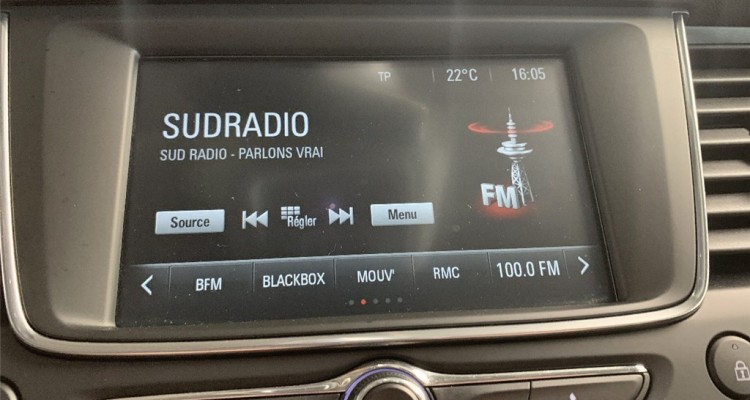 TP 22°C 16:05
SUDRADIO
SUD RADIO - PARLONS VRAI
FM
Source Régler Menu
BFM BLACKBOX MOUV' RMC 100.0 FM